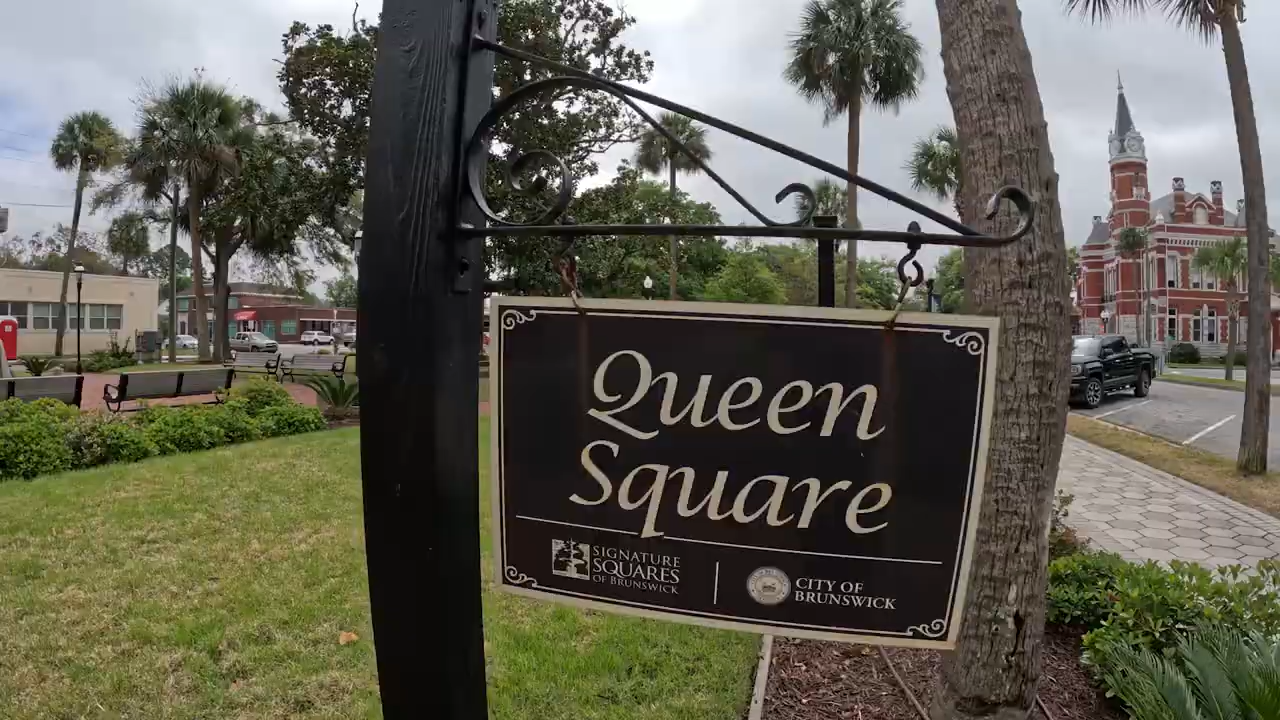 Queen
Square
SIGNATURE
SQUARES
OF BRUNSWICK
CITY OF
BRUNSWICK